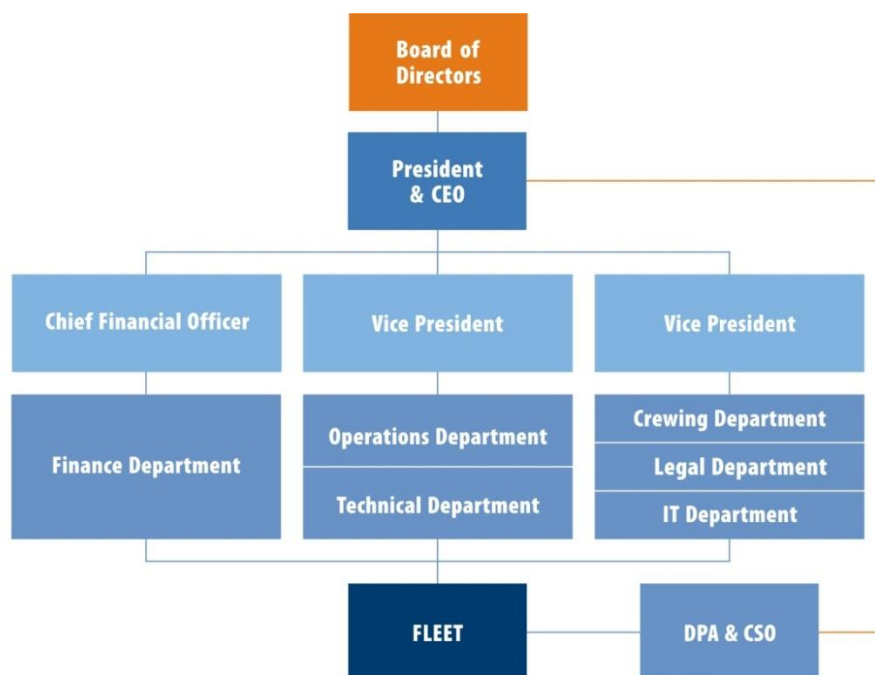 Board of
Directors
President
& CEO
Chief Financial Officer
Vice President
Vice President
Finance Department
Operations Department
Technical Department
Crewing Department
Legal Department
IT Department
FLEET
DPA & CSO